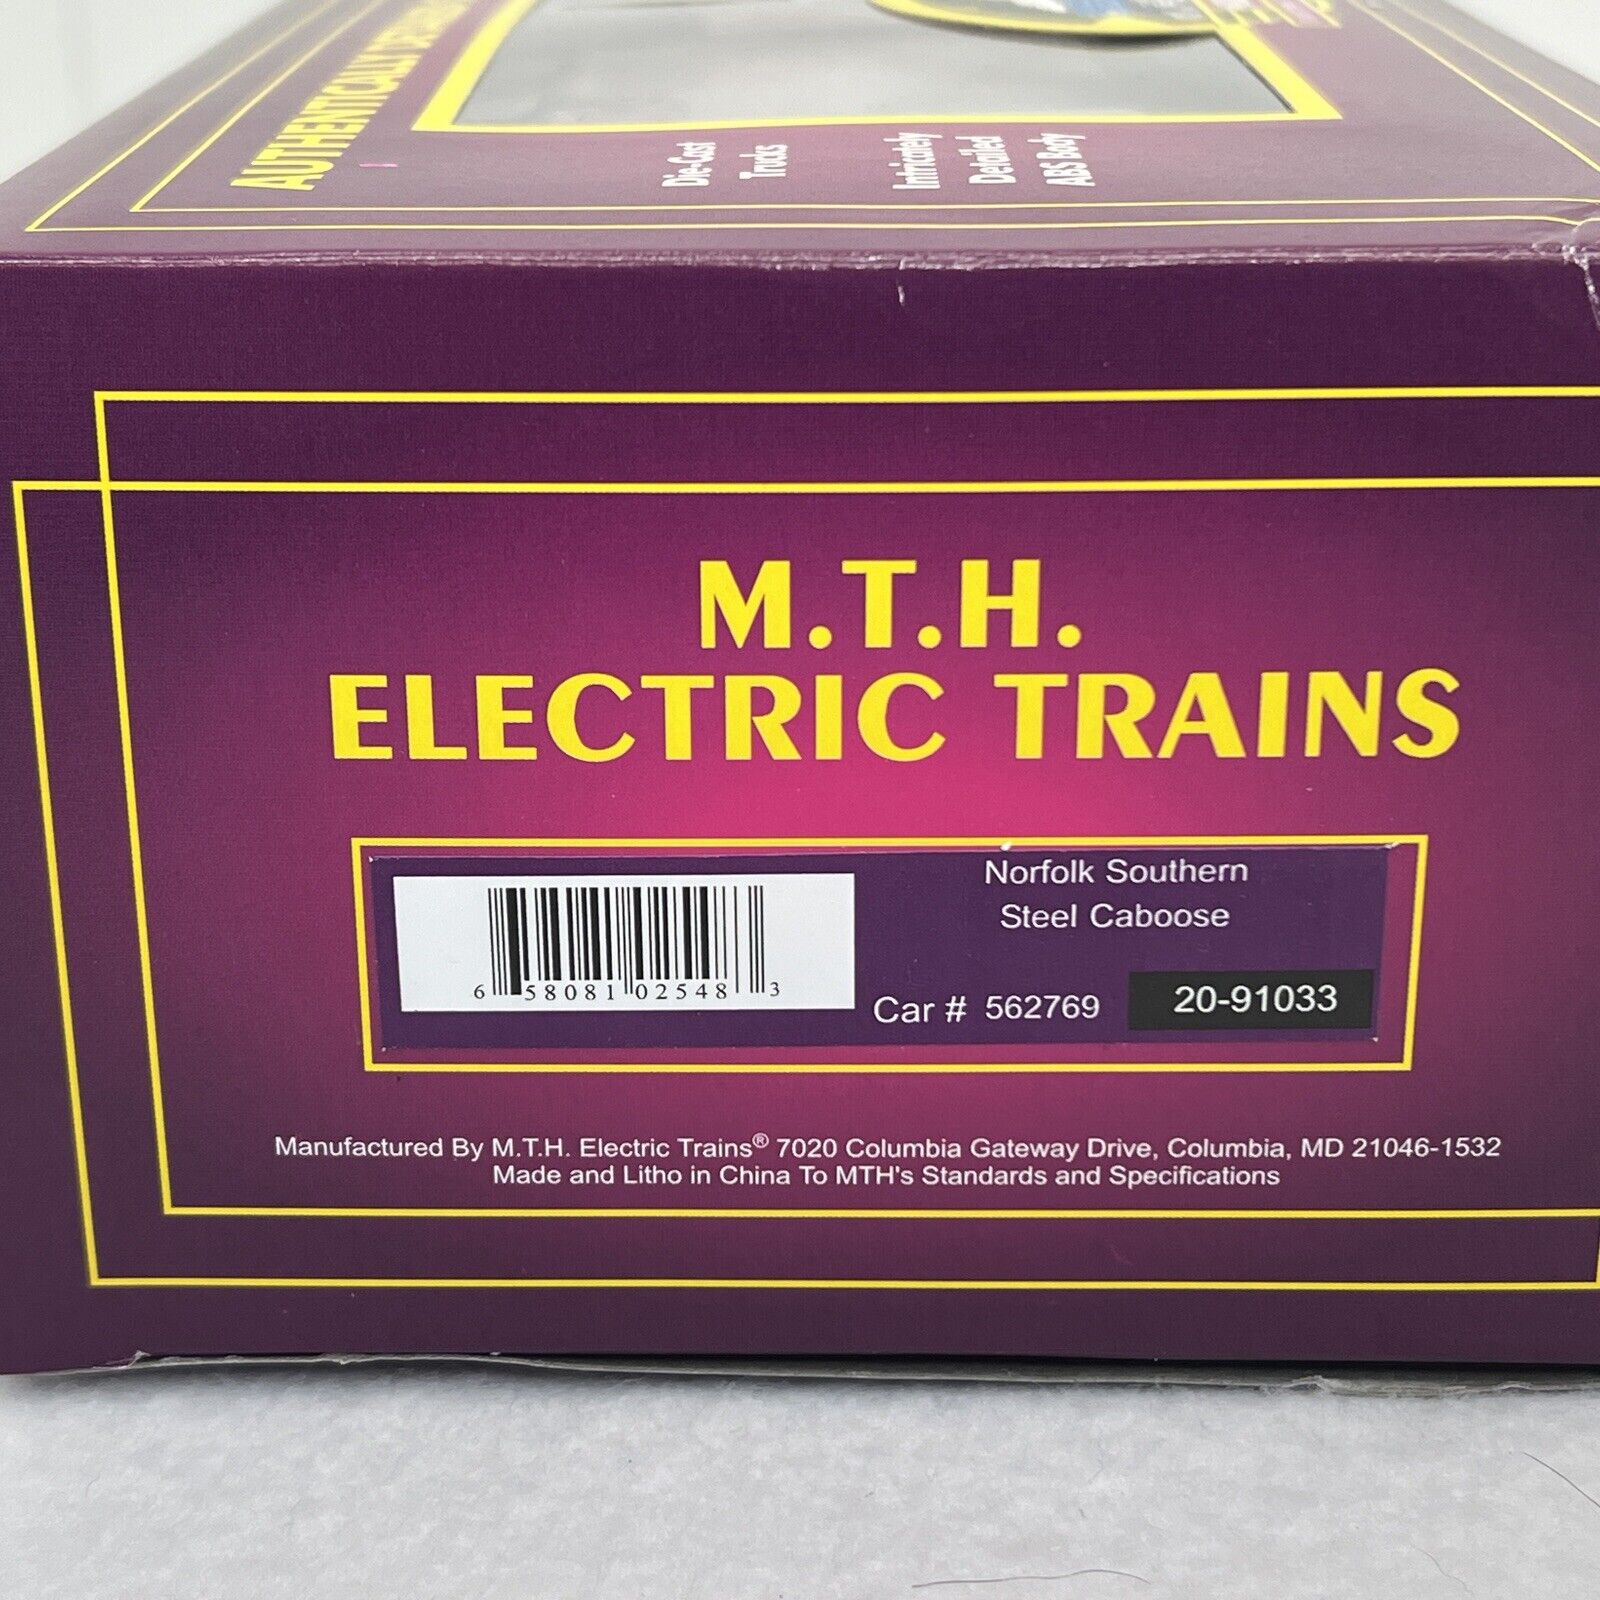 AUTHENTICALLY
Die-Cast
Trucks
Intricately
Detailed
ABS Body
M.T.H.
ELECTRIC TRAINS
Norfolk Southern
Steel Caboose
6 58081 02548 3
Car # 562769 20-91033
Manufactured By M.T.H. Electric Trains® 7020 Columbia Gateway Drive, Columbia, MD 21046-1532
Made and Litho in China To MTH's Standards and Specifications